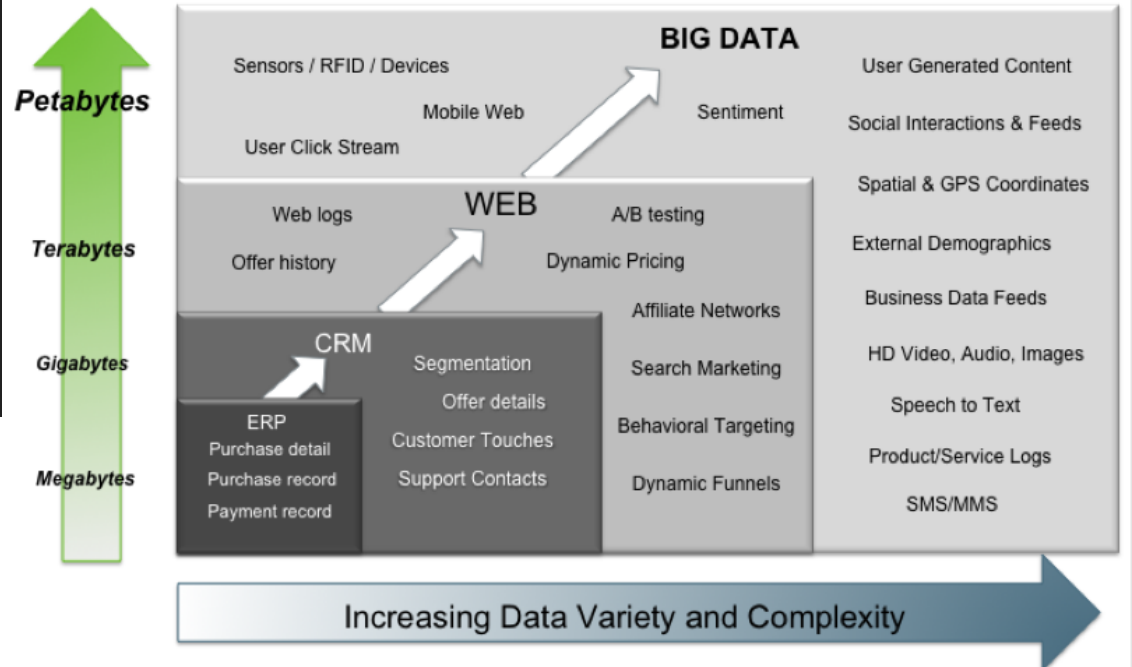 BIG DATA
Sensors / RFID / Devices
User Generated Content
Petabytes
Mobile Web
Sentiment
Social Interactions & Feeds
User Click Stream
Spatial & GPS Coordinates
WEB
Web logs
A/B testing
Terabytes
External Demographics
Offer history
Dynamic Pricing
Business Data Feeds
Affiliate Networks
CRM
HD Video, Audio, Images
Gigabytes
Segmentation
Search Marketing
Offer details
Speech to Text
ERP
Behavioral Targeting
Customer Touches
Purchase detail
Product/Service Logs
Megabytes
Purchase record
Support Contacts
Dynamic Funnels
SMS/MMS
Payment record
Increasing Data Variety and Complexity